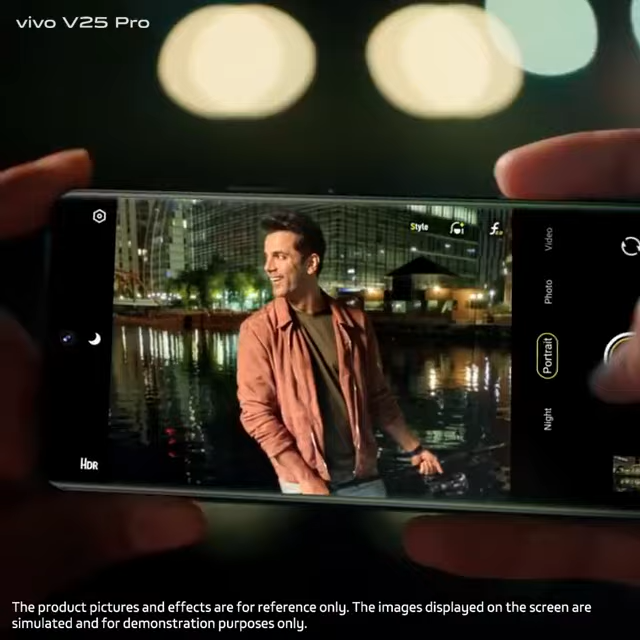 vivo V25 Pro
Style
Video
Photo
Portrait
Night
HDR
The product pictures and effects are for reference only. The images displayed on the screen are
simulated and for demonstration purposes only.